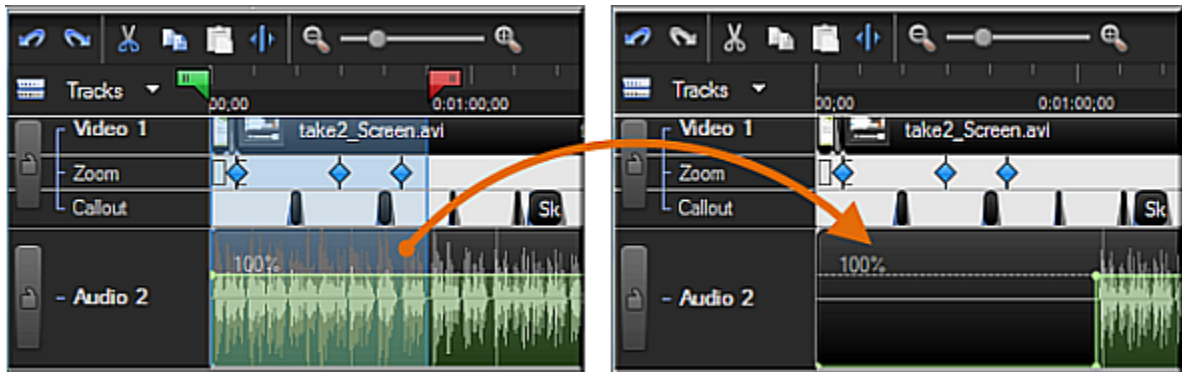 Tracks
00;00
0:01:00;00
Video 1
take2_Screen.avi
Zoom
Callout
Sk
100%
Audio 2
Tracks
00;00
0:01:00;00
Video 1
take2_Screen.avi
Zoom
Callout
Sk
100%
Audio 2